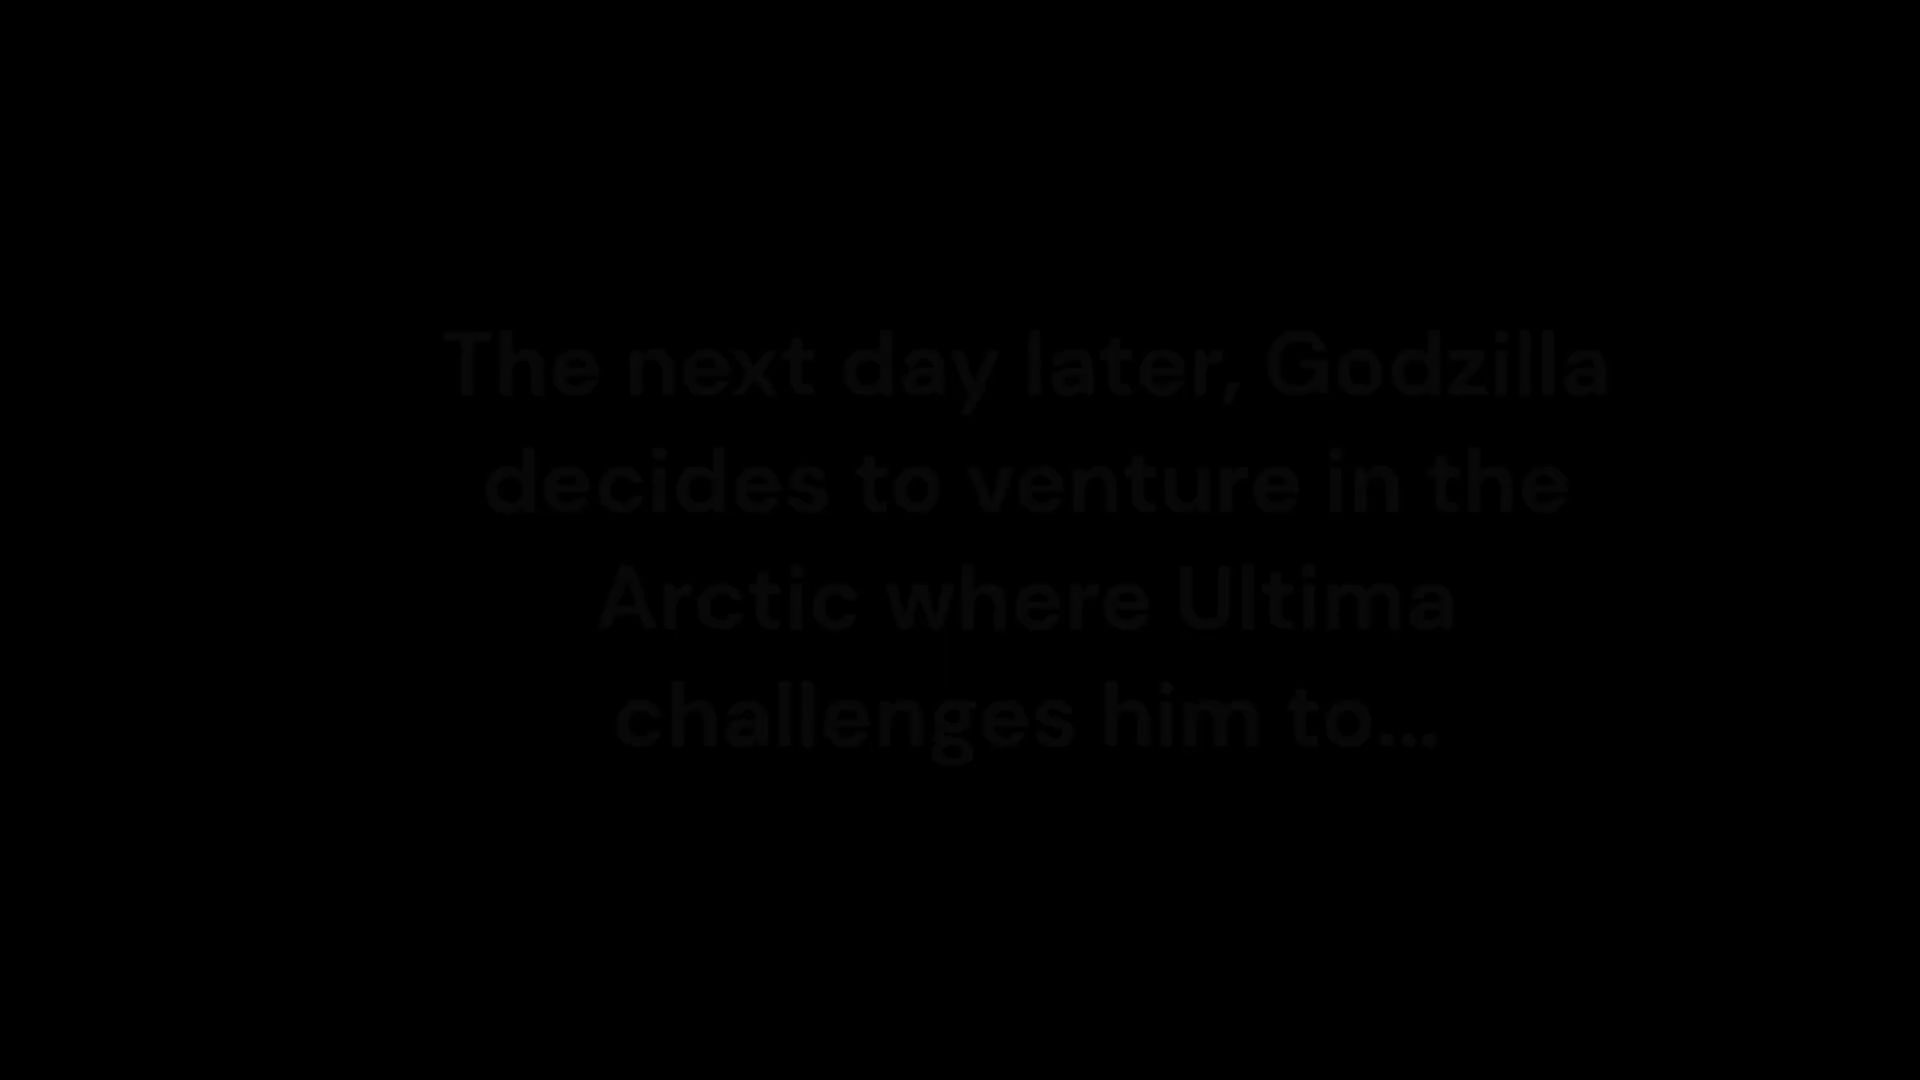 The next day later, Godzilla
decides to venture in the
Arctic where Ultima
challenges him to...